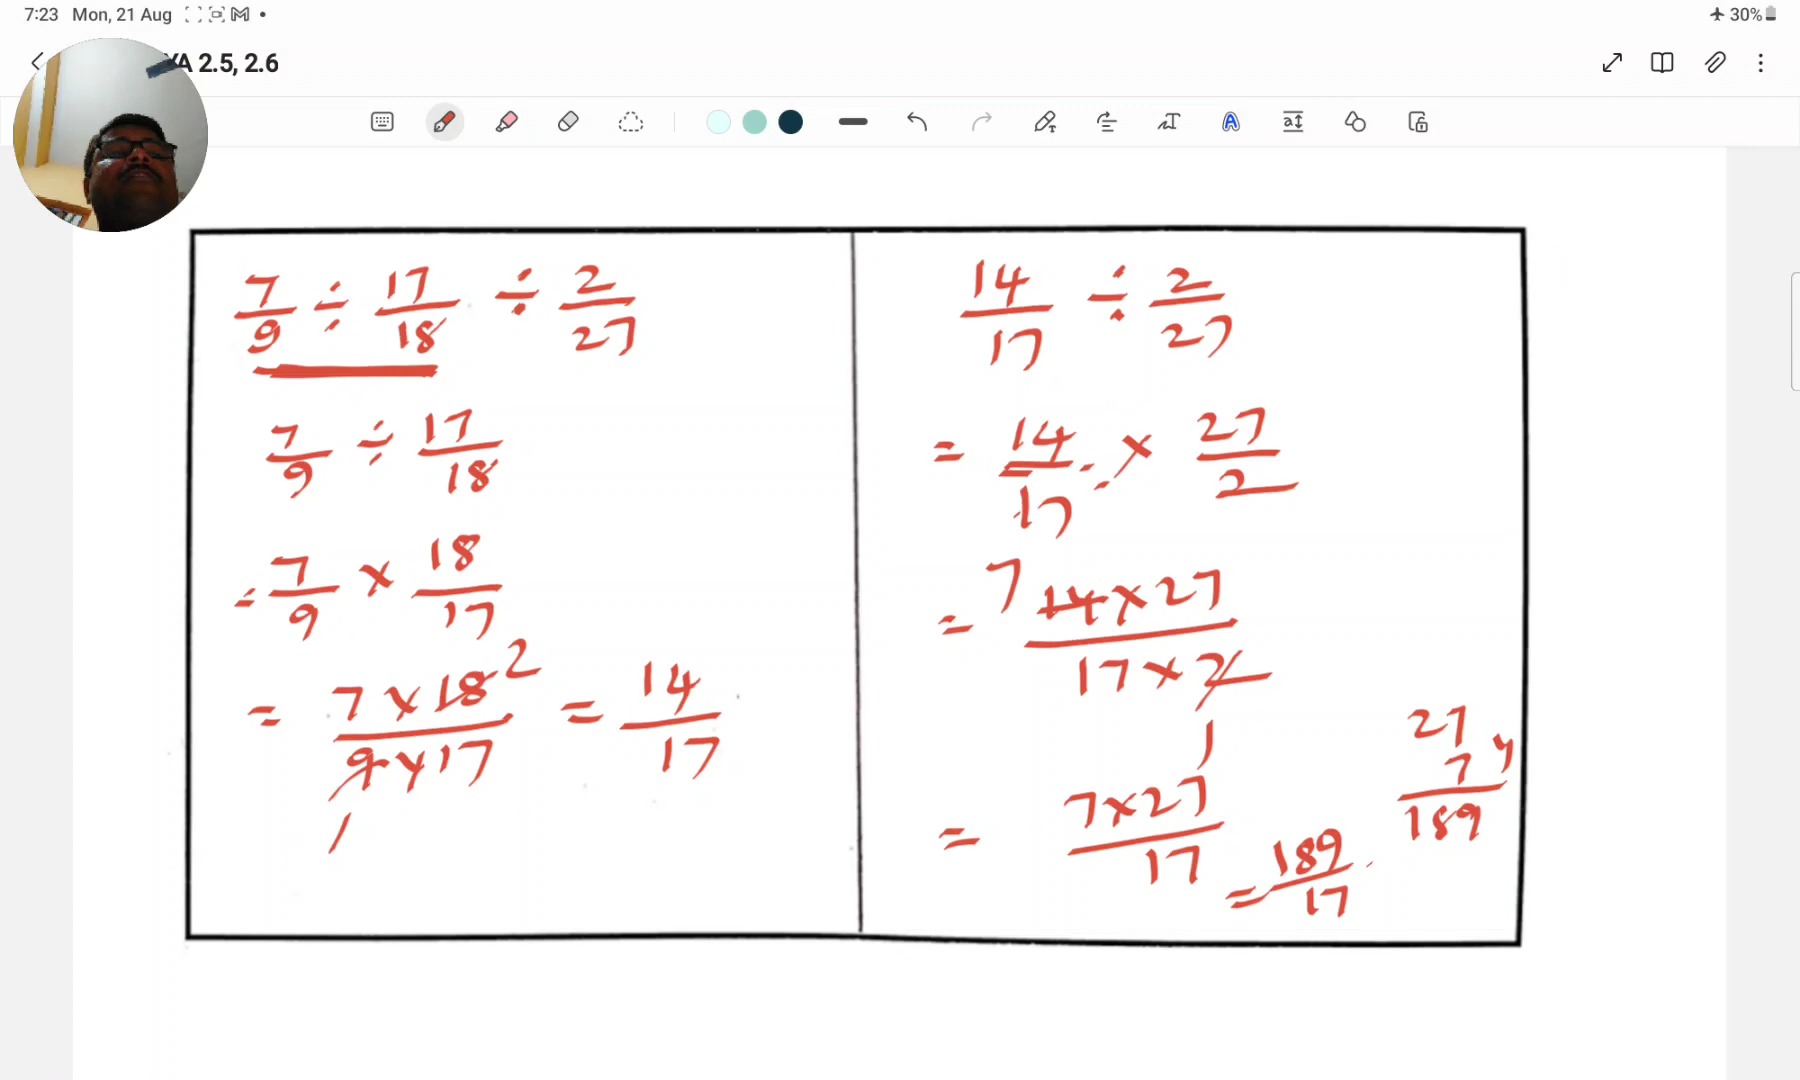 7:23 Mon, 21 Aug
30%
YA 2.5, 2.6
7/9 ÷ 17/18 ÷ 2/27
7/9 ÷ 17/18
= 7/9 × 18/17
= 7 × 18 2 / 9 × 17 1 = 14/17
14/17 ÷ 2/27
= 14/17 × 27/2
= 7 14 × 27 / 17 × 2 1
= 7 × 27 / 17
= 189/17
27
7 ×
189